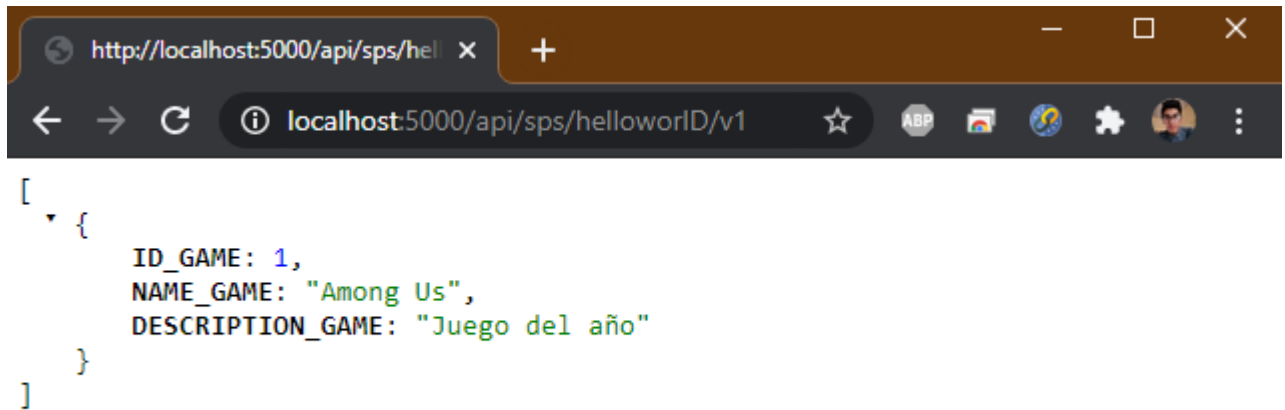 http://localhost:5000/api/sps/hell
localhost:5000/api/sps/helloworlD/v1
ABP
[
{
ID_GAME: 1,
NAME_GAME: "Among Us",
DESCRIPTION_GAME: "Juego del año"
}
]